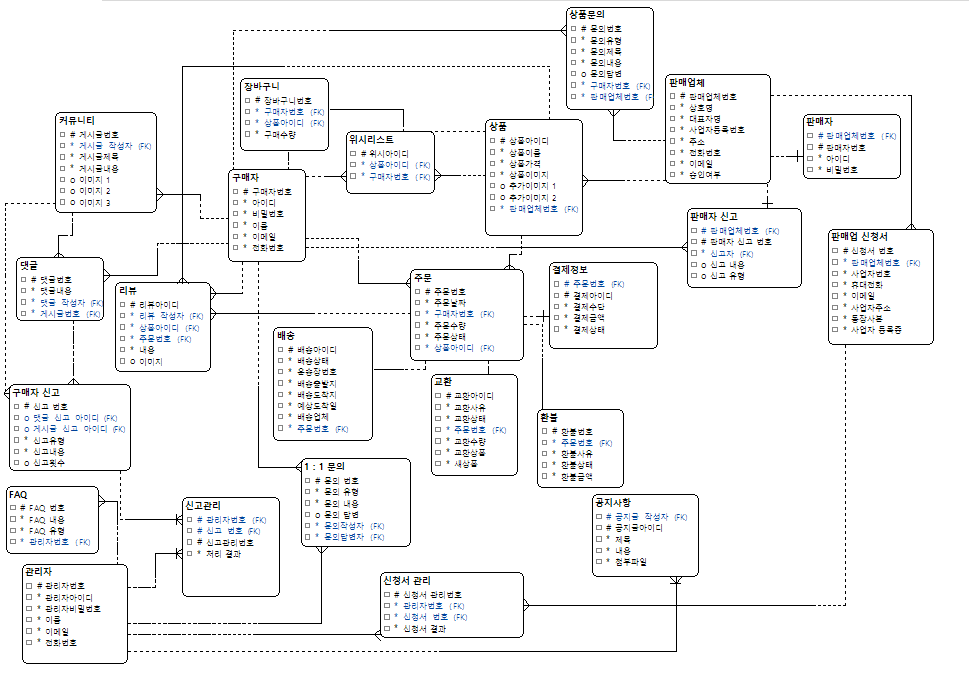 상품문의
# 문의번호
* 문의유형
* 문의제목
* 문의내용
o 문의답변
* 구매자번호 (FK)
* 판매업체번호 (F
장바구니
# 장바구니번호
* 구매자번호 (FK)
* 상품아이디 (FK)
* 구매수량
판매업체
# 판매업체번호
* 상호명
* 대표자명
* 사업자등록번호
* 주소
* 전화번호
* 이메일
* 승인여부
판매자
# 판매업체번호 (FK)
# 판매자번호
* 아이디
* 비밀번호
커뮤니티
# 게시글번호
* 게시글 작성자 (FK)
* 게시글제목
* 게시글내용
o 이미지 1
o 이미지 2
o 이미지 3
위시리스트
# 위시아이디
* 상품아이디 (FK)
* 구매자번호 (FK)
상품
# 상품아이디
* 상품이름
* 상품가격
* 상품이미지
o 추가이미지 1
o 추가이미지 2
* 판매업체번호 (FK)
구매자
# 구매자번호
* 아이디
* 비밀번호
* 이름
* 이메일
* 전화번호
판매자 신고
# 판매업체번호 (FK)
# 판매자 신고 번호
* 신고자 (FK)
o 신고 내용
o 신고 유형
판매업 신청서
# 신청서 번호
* 판매업체번호 (FK)
* 사업자번호
* 휴대전화
* 이메일
* 사업자주소
* 통장사본
* 사업자 등록증
댓글
# 댓글번호
* 댓글내용
* 댓글 작성자 (FK)
* 게시글번호 (FK)
리뷰
# 리뷰아이디
* 리뷰 작성자 (FK)
* 상품아이디 (FK)
* 주문번호 (FK)
* 내용
o 이미지
주문
# 주문번호
* 주문날짜
* 구매자번호 (FK)
* 주문수량
* 주문상태
* 상품아이디 (FK)
결제정보
# 주문번호 (FK)
# 결제아이디
* 결제수단
* 결제금액
* 결제상태
배송
# 배송아이디
* 배송상태
* 운송장번호
* 배송출발지
* 배송도착지
* 예상도착일
* 배송업체
* 주문번호 (FK)
교환
# 교환아이디
* 교환사유
* 교환상태
* 주문번호 (FK)
* 교환수량
* 교환상품
* 새상품
환불
# 환불번호
* 주문번호 (FK)
* 환불사유
* 환불상태
* 환불금액
구매자 신고
# 신고 번호
o 댓글 신고 아이디 (FK)
o 게시글 신고 아이디 (FK)
* 신고유형
* 신고내용
o 신고횟수
1 : 1 문의
# 문의 번호
* 문의 유형
* 문의 내용
o 문의 답변
* 문의작성자 (FK)
* 문의답변자 (FK)
FAQ
# FAQ 번호
* FAQ 내용
* FAQ 유형
* 관리자번호 (FK)
신고관리
# 관리자번호 (FK)
# 신고 번호 (FK)
# 신고관리번호
* 처리 결과
공지사항
# 공지글 작성자 (FK)
# 공지글아이디
* 제목
* 내용
* 첨부파일
관리자
# 관리자번호
* 관리자아이디
* 관리자비밀번호
* 이름
* 이메일
* 전화번호
신청서 관리
# 신청서 관리번호
* 관리자번호 (FK)
* 신청서 번호 (FK)
* 신청서 결과